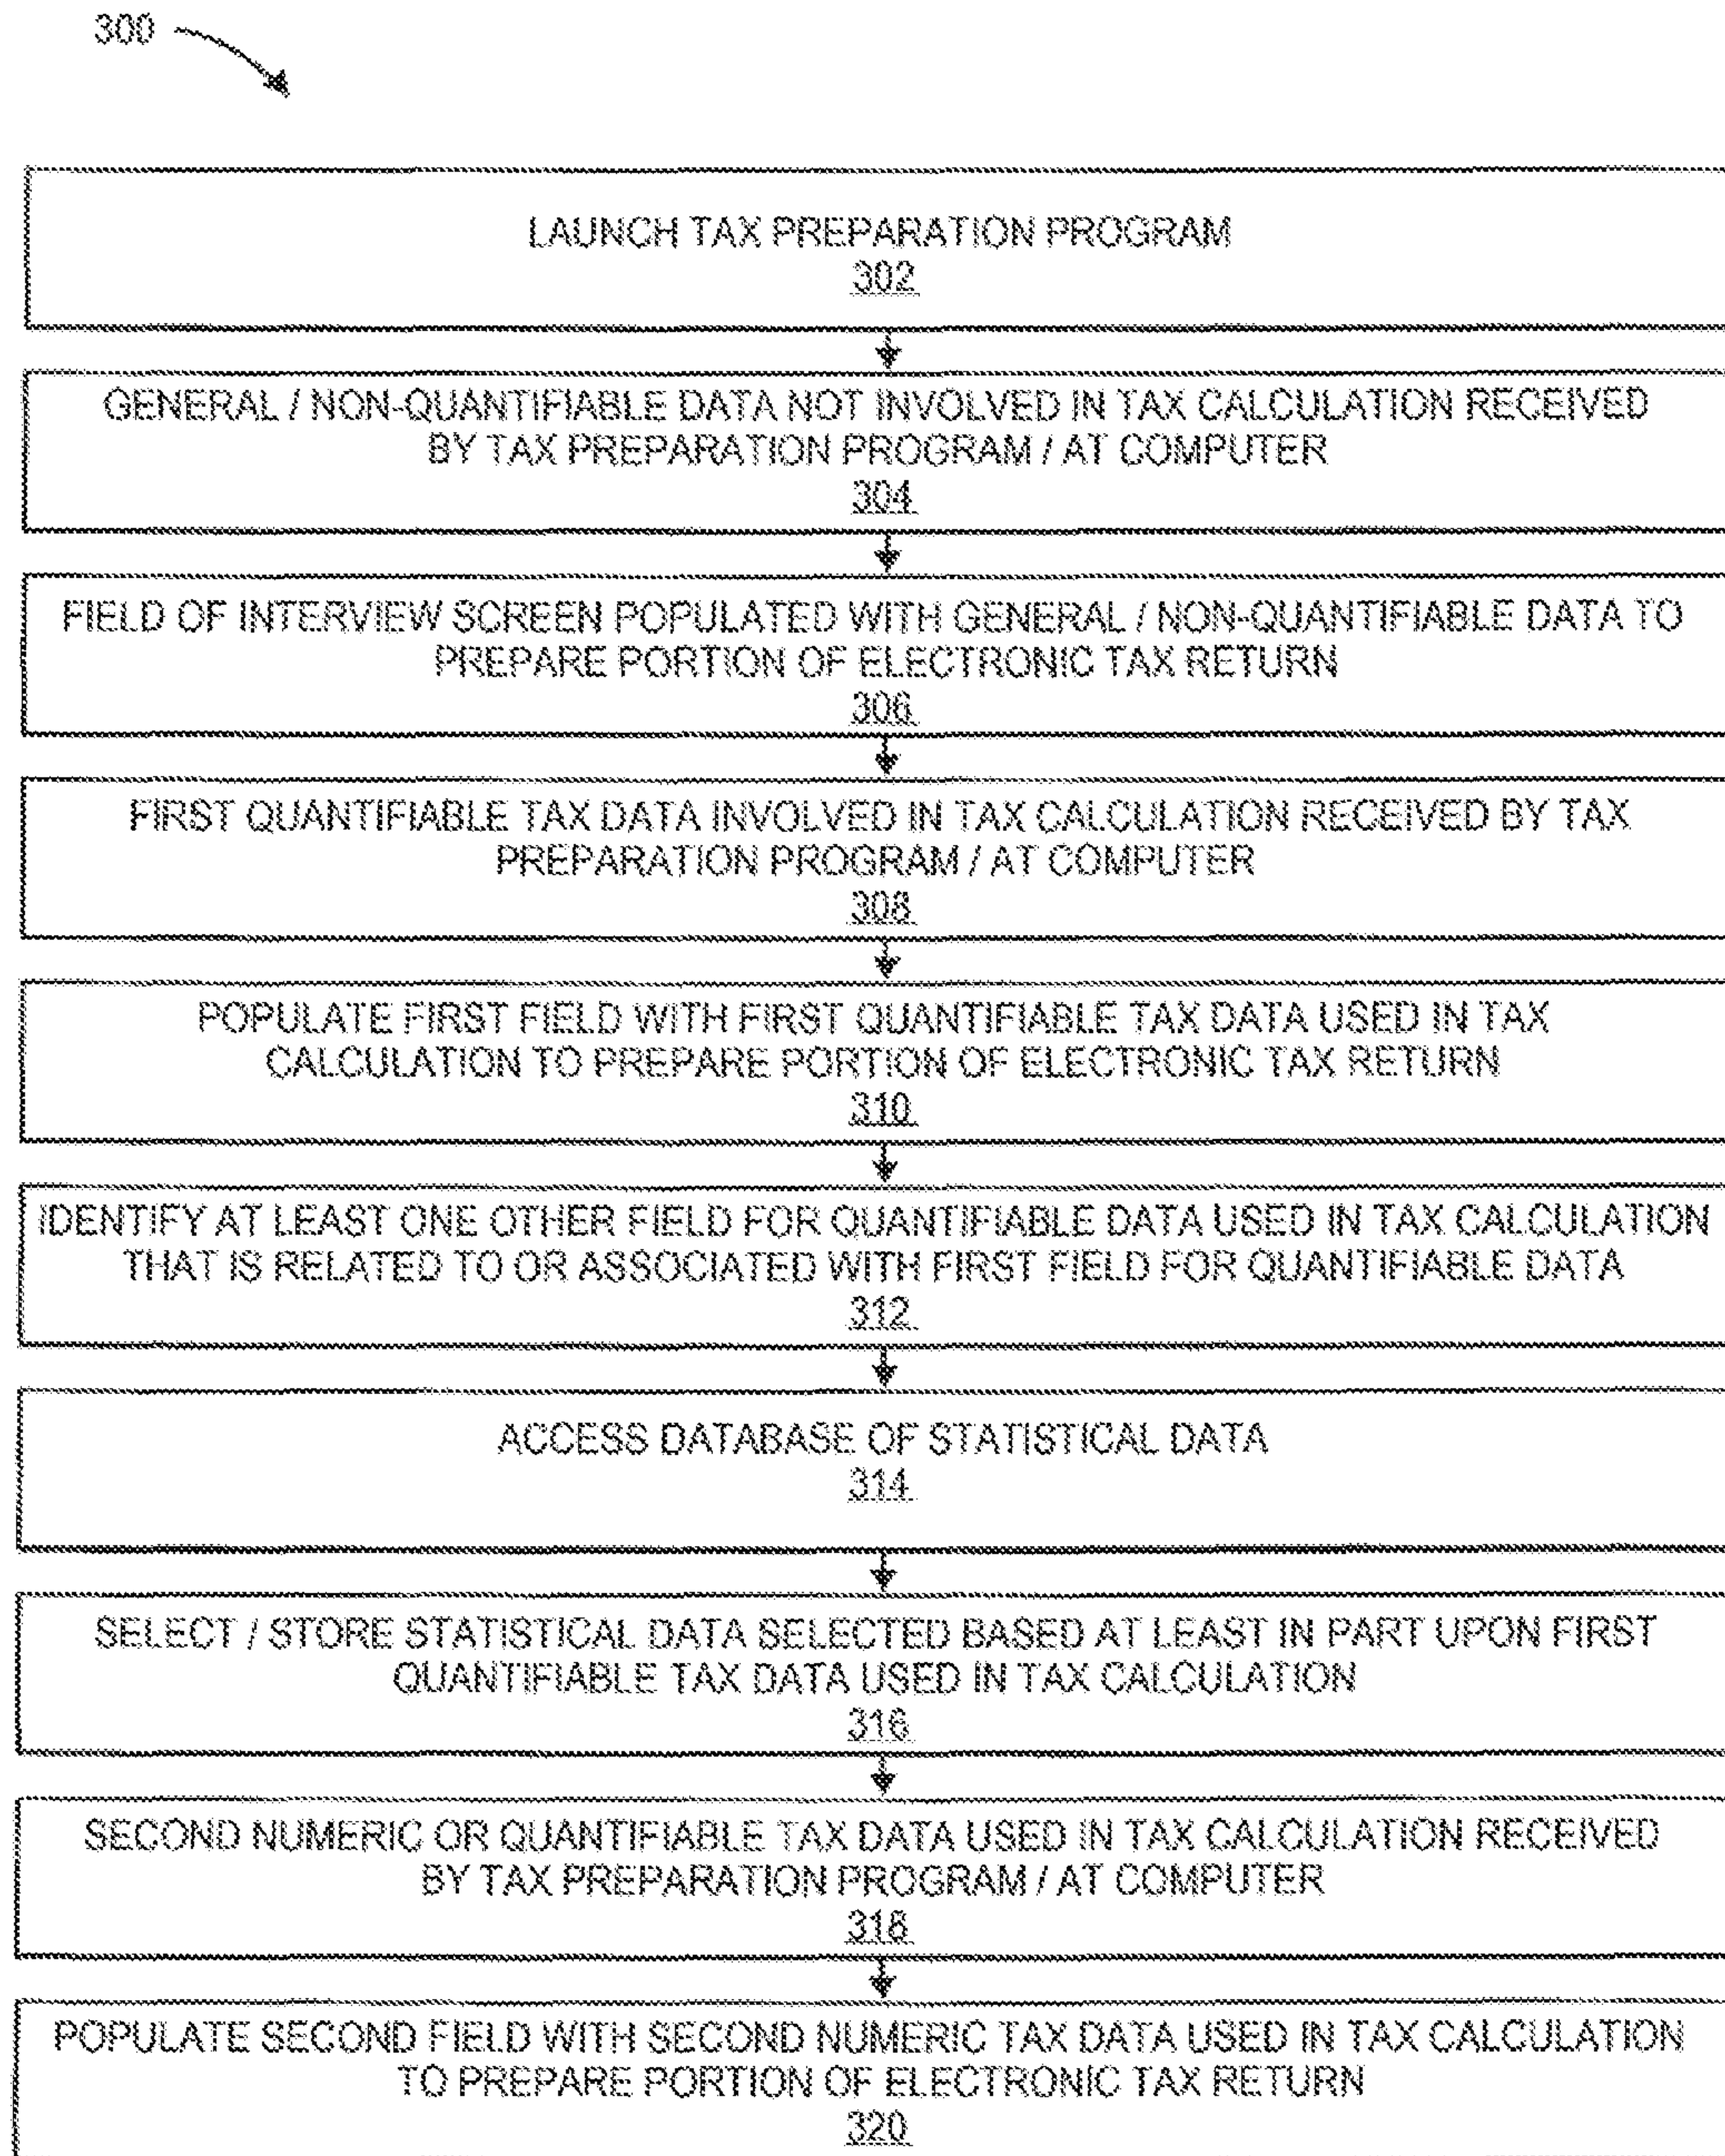 300
LAUNCH TAX PREPARATION PROGRAM
302
GENERAL / NON-QUANTIFIABLE DATA NOT INVOLVED IN TAX CALCULATION RECEIVED
BY TAX PREPARATION PROGRAM / AT COMPUTER
304
FIELD OF INTERVIEW SCREEN POPULATED WITH GENERAL / NON-QUANTIFIABLE DATA TO
PREPARE PORTION OF ELECTRONIC TAX RETURN
306
FIRST QUANTIFIABLE TAX DATA INVOLVED IN TAX CALCULATION RECEIVED BY TAX
PREPARATION PROGRAM / AT COMPUTER
308
POPULATE FIRST FIELD WITH FIRST QUANTIFIABLE TAX DATA USED IN TAX
CALCULATION TO PREPARE PORTION OF ELECTRONIC TAX RETURN
310
IDENTIFY AT LEAST ONE OTHER FIELD FOR QUANTIFIABLE DATA USED IN TAX CALCULATION
THAT IS RELATED TO OR ASSOCIATED WITH FIRST FIELD FOR QUANTIFIABLE DATA
312
ACCESS DATABASE OF STATISTICAL DATA
314
SELECT / STORE STATISTICAL DATA SELECTED BASED AT LEAST IN PART UPON FIRST
QUANTIFIABLE TAX DATA USED IN TAX CALCULATION
316
SECOND NUMERIC OR QUANTIFIABLE TAX DATA USED IN TAX CALCULATION RECEIVED
BY TAX PREPARATION PROGRAM / AT COMPUTER
318
POPULATE SECOND FIELD WITH SECOND NUMERIC TAX DATA USED IN TAX CALCULATION
TO PREPARE PORTION OF ELECTRONIC TAX RETURN
320